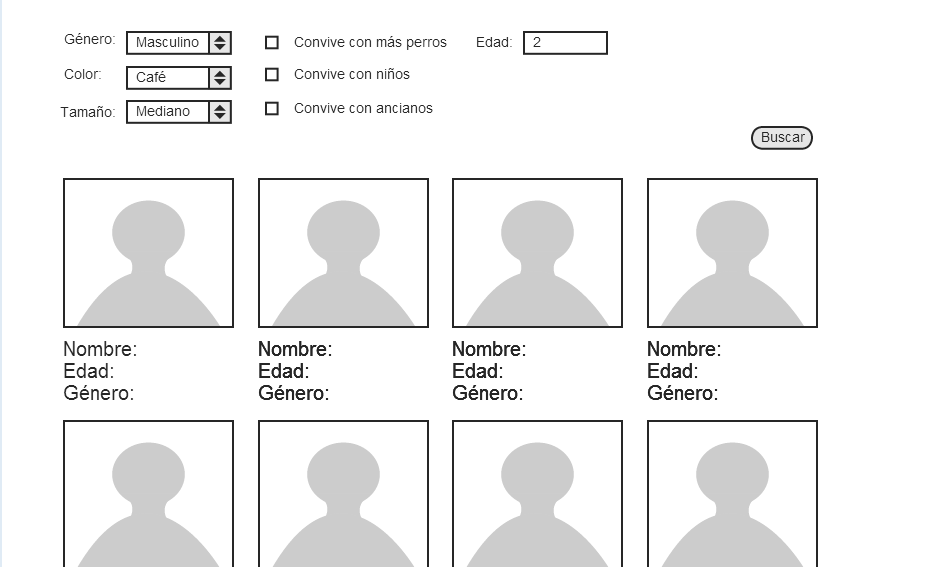 Género: Masculino
Convive con más perros
Edad: 2
Color: Café
Convive con niños
Tamaño: Mediano
Convive con ancianos
Buscar
Nombre:
Edad:
Género:
Nombre:
Edad:
Género:
Nombre:
Edad:
Género:
Nombre:
Edad:
Género: